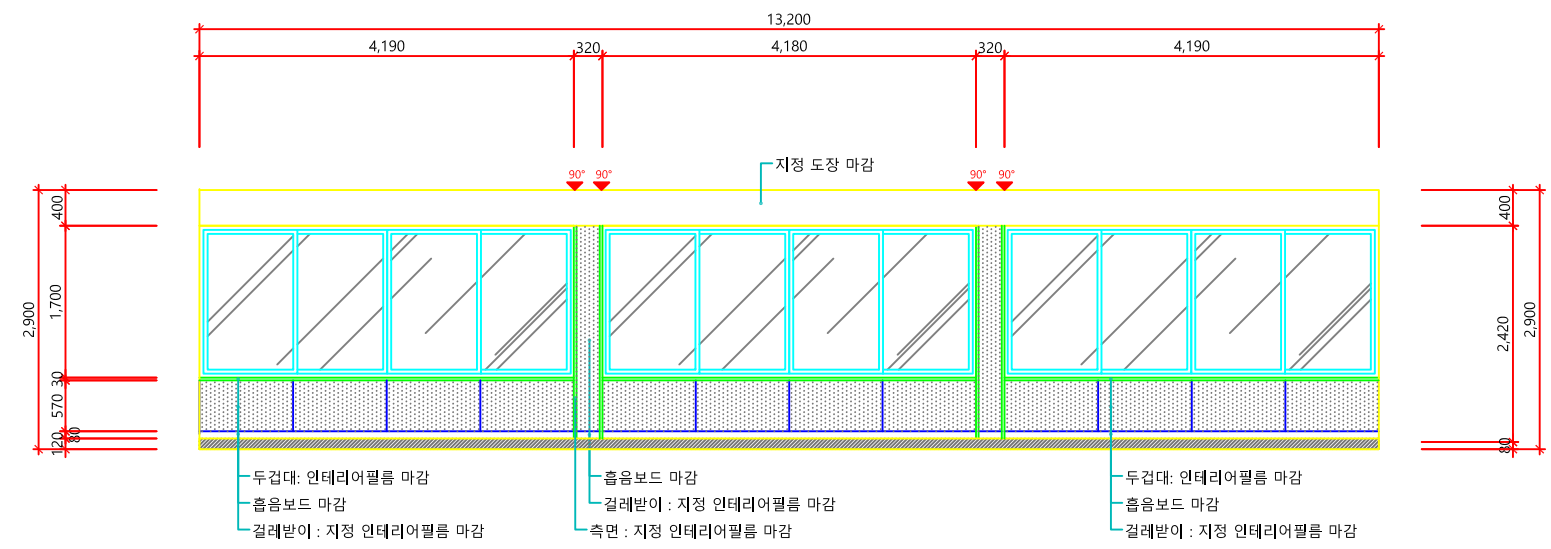 13,200
4,190
320
4,180
320
4,190
지정 도장 마감
90°
90°
90°
90°
400
1,700
2,900
30
570
80
120
400
2,420
2,900
80
두겁대: 인테리어필름 마감
흡음보드 마감
걸레받이 : 지정 인테리어필름 마감
흡음보드 마감
걸레받이 : 지정 인테리어필름 마감
측면 : 지정 인테리어필름 마감
두겁대: 인테리어필름 마감
흡음보드 마감
걸레받이 : 지정 인테리어필름 마감